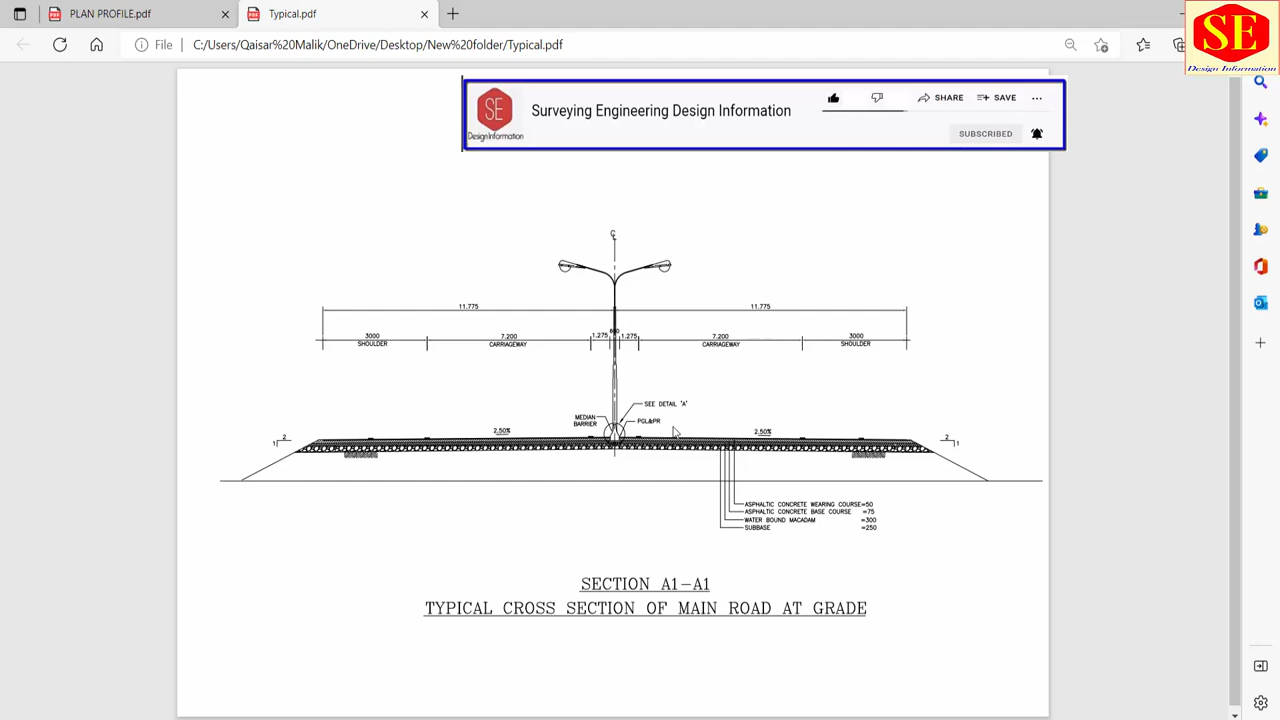 PLAN PROFILE.pdf
Typical.pdf
File C:/Users/Qaisar%20Malik/OneDrive/Desktop/New%20folder/Typical.pdf
SE
Design Information
SE
DesignInformation
Surveying Engineering Design Information
SHARE
SAVE
SUBSCRIBED
11.775
11.775
3000
SHOULDER
7.200
CARRIAGEWAY
1.275
1.275
7.200
CARRIAGEWAY
3000
SHOULDER
SEE DETAIL 'A'
MEDIAN
BARRIER
PGL&PR
2.50%
2.50%
2
1
2
1
ASPHALTIC CONCRETE WEARING COURSE=50
ASPHALTIC CONCRETE BASE COURSE =75
WATER BOUND MACADAM =300
SUBBASE =250
SECTION A1-A1
TYPICAL CROSS SECTION OF MAIN ROAD AT GRADE